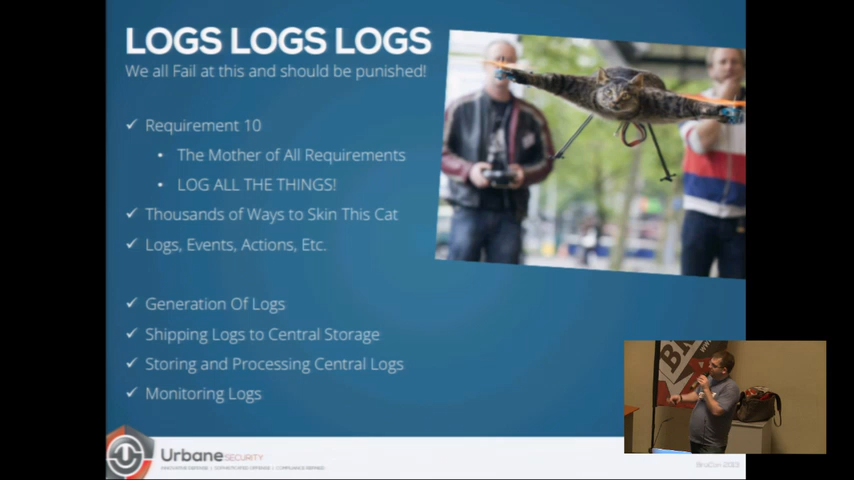 LOGS LOGS LOGS
We all Fail at this and should be punished!
✓ Requirement 10
• The Mother of All Requirements
• LOG ALL THE THINGS!
✓ Thousands of Ways to Skin This Cat
✓ Logs, Events, Actions, Etc.
✓ Generation Of Logs
✓ Shipping Logs to Central Storage
✓ Storing and Processing Central Logs
✓ Monitoring Logs
Urbane SECURITY